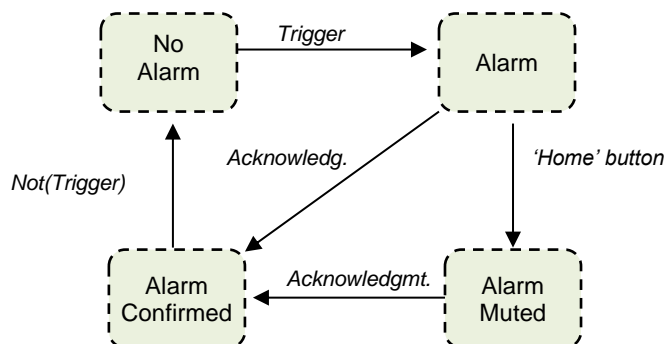 No
Alarm
Trigger
Alarm
Acknowledg.
‘Home’ button
Not(Trigger)
Alarm
Confirmed
Acknowledgmt.
Alarm
Muted